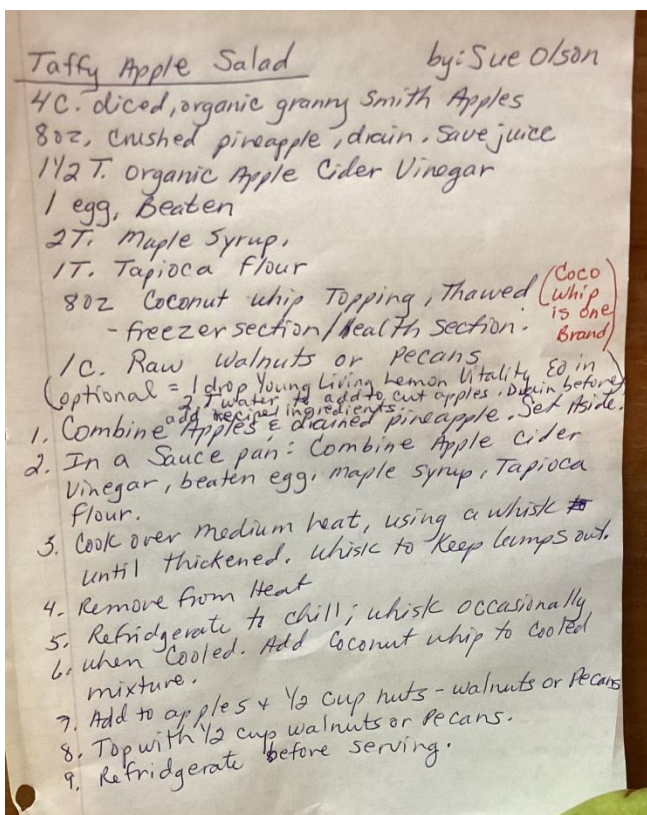 Taffy Apple Salad by: Sue Olson
4C. diced, organic granny Smith Apples
8oz, Crushed pineapple, drain. Save juice
1 1/2 T. organic Apple Cider Vinegar
1 egg, Beaten
2T. Maple Syrup.
1T. Tapioca flour
8oz Coconut whip Topping, Thawed (Coco
whip
is one
Brand)
- freezer section/Health Section.
1c. Raw walnuts or pecans
(optional = 1 drop Young Living Lemon Vitality EO in
2 T water to add to cut apples. Drain before
add recipe ingredients.
1. Combine Apples & drained pineapple. Set Aside.
2. In a Sauce pan: Combine Apple cider
Vinegar, beaten egg, maple syrup, Tapioca
flour.
3. Cook over medium heat, using a whisk
until thickened. whisk to keep lumps out.
4. Remove from Heat
5. Refridgerate to chill; whisk occasionally
6. when Cooled. Add Coconut whip to cooled
mixture.
7. Add to apples + 1/2 cup nuts - walnuts or Pecans
8. Top with 1/2 cup walnuts or Pecans.
9. Refridgerate before serving.